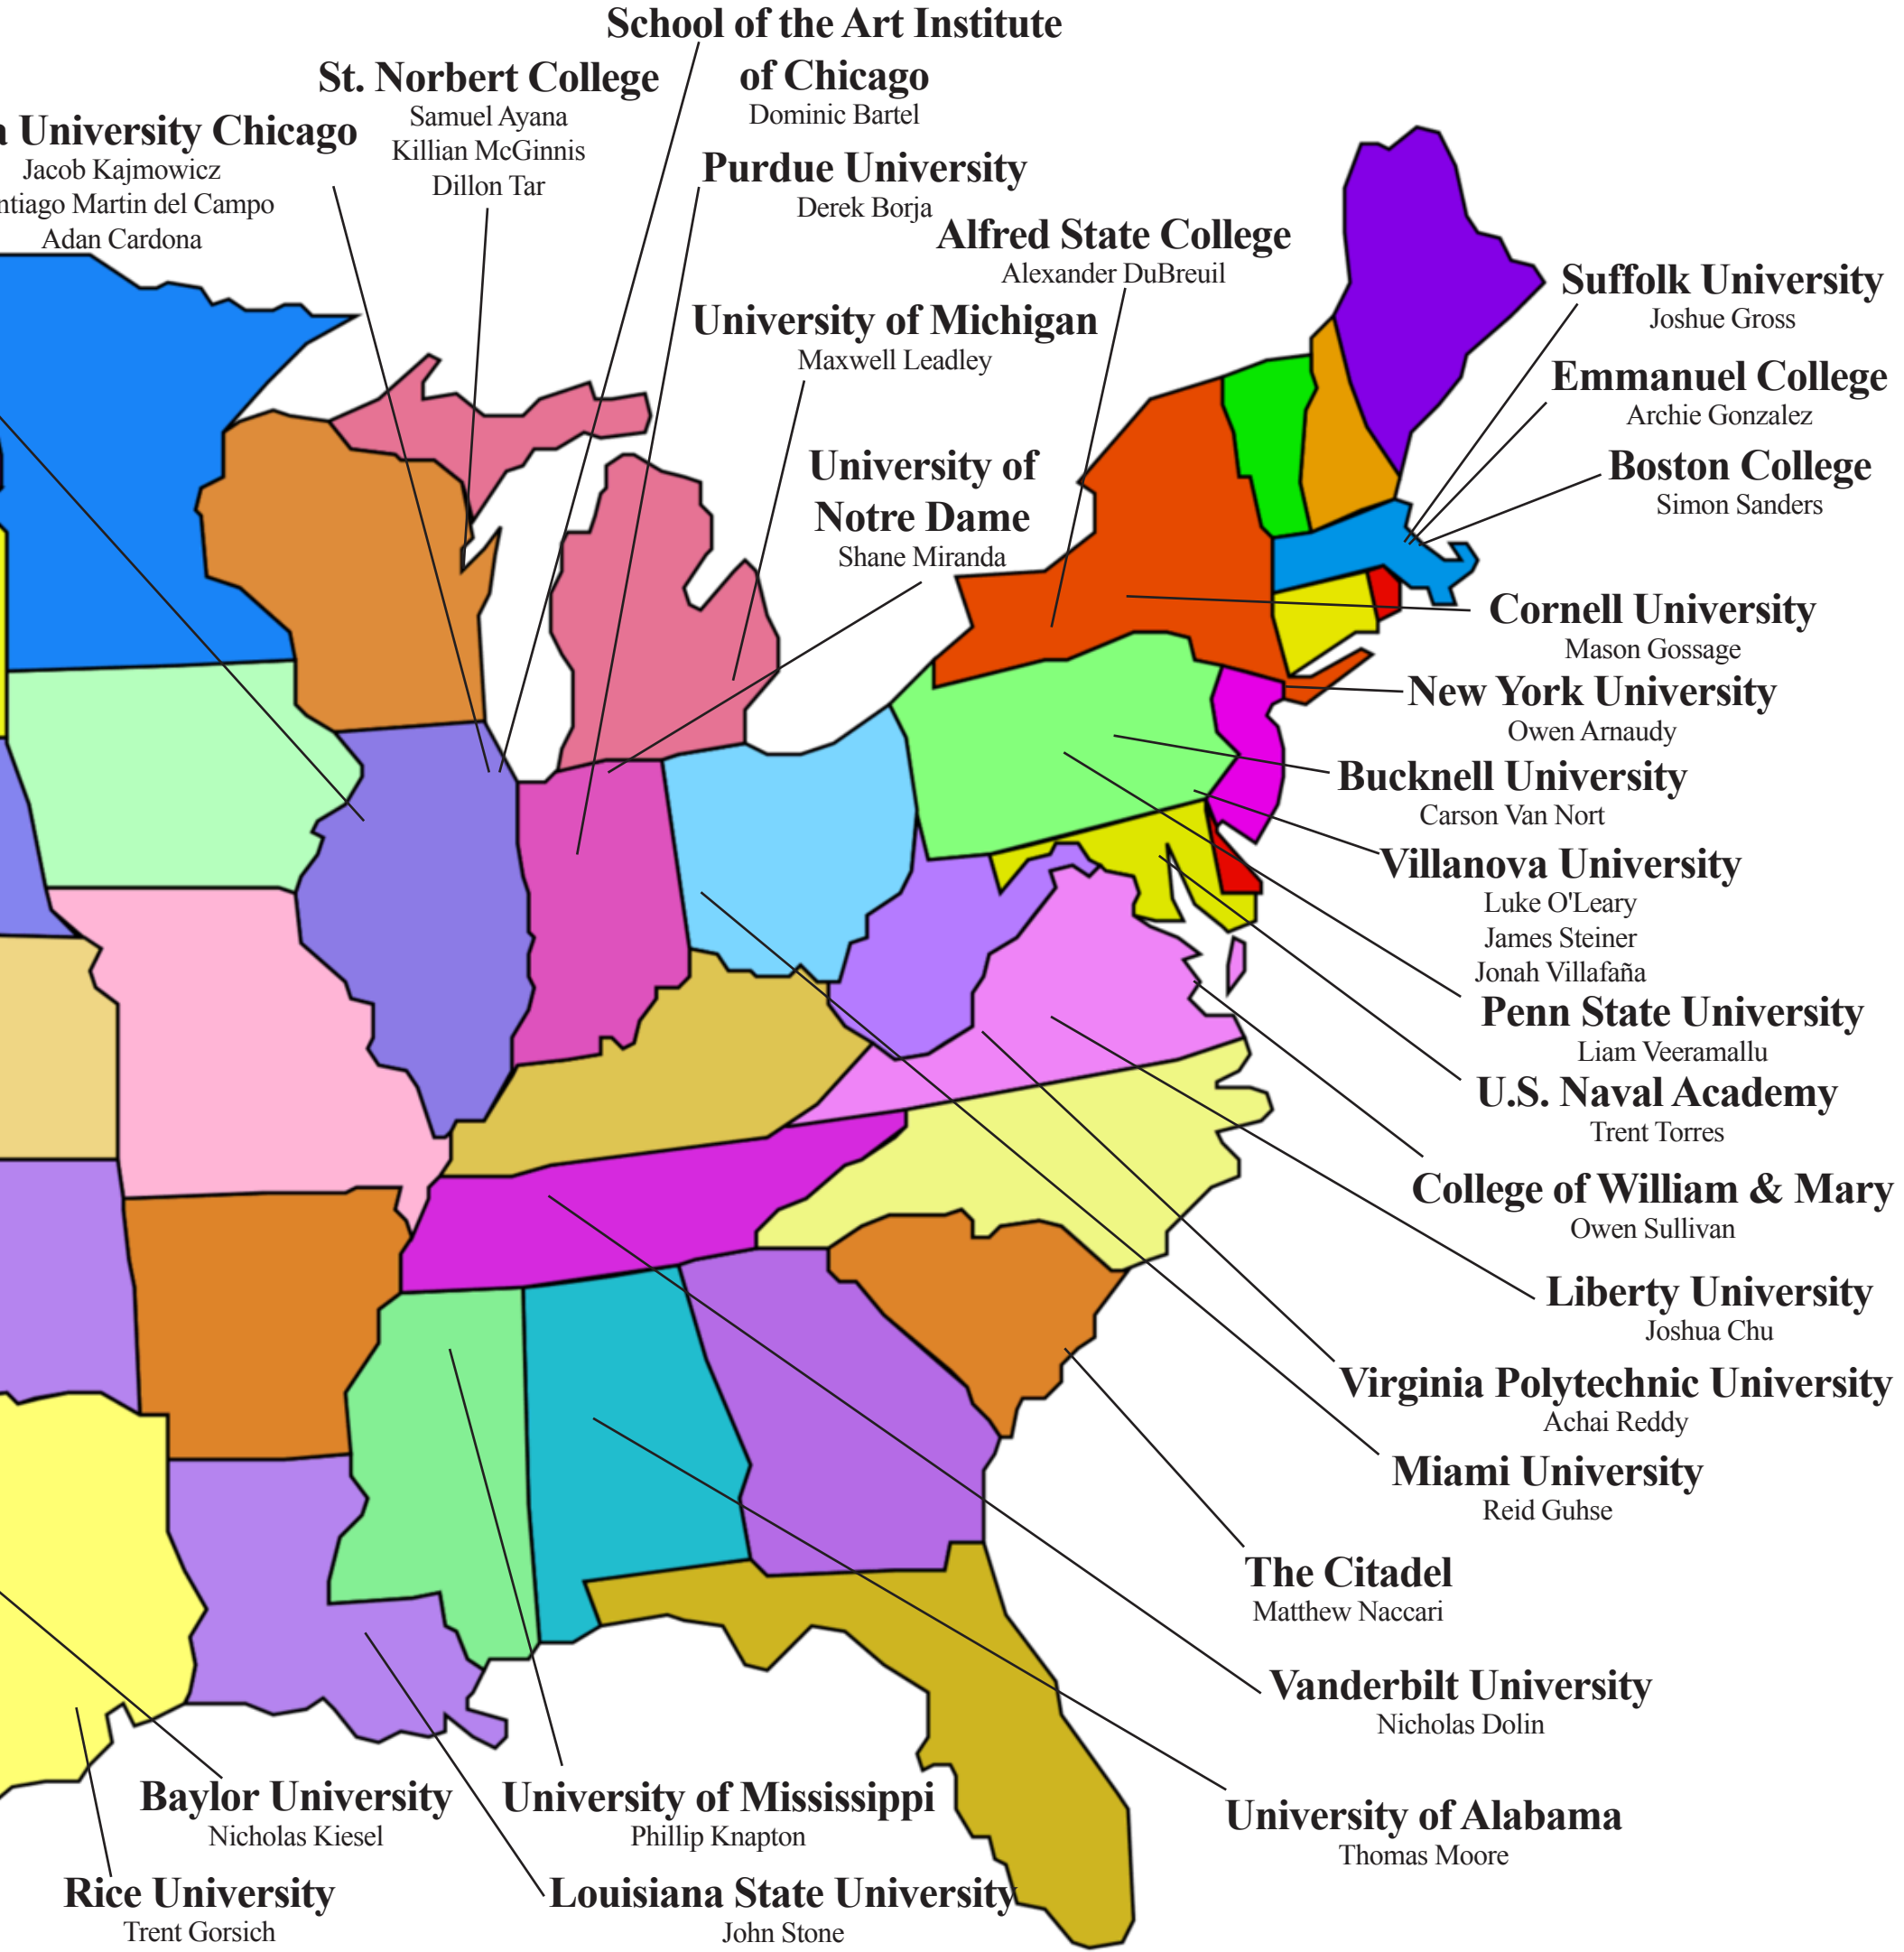 School of the Art Institute
of Chicago
Dominic Bartel
St. Norbert College
Samuel Ayana
Killian McGinnis
Dillon Tar
University Chicago
Jacob Kajmowicz
Martin del Campo
Adan Cardona
Purdue University
Derek Borja
Alfred State College
Alexander DuBreuil
University of Michigan
Maxwell Leadley
University of
Notre Dame
Shane Miranda
Suffolk University
Joshue Gross
Emmanuel College
Archie Gonzalez
Boston College
Simon Sanders
Cornell University
Mason Gossage
New York University
Owen Arnaudy
Bucknell University
Carson Van Nort
Villanova University
Luke O'Leary
James Steiner
Jonah Villafaña
Penn State University
Liam Veeramallu
U.S. Naval Academy
Trent Torres
College of William & Mary
Owen Sullivan
Liberty University
Joshua Chu
Virginia Polytechnic University
Achai Reddy
Miami University
Reid Guhse
The Citadel
Matthew Naccari
Vanderbilt University
Nicholas Dolin
University of Alabama
Thomas Moore
University of Mississippi
Phillip Knapton
Baylor University
Nicholas Kiesel
Louisiana State University
John Stone
Rice University
Trent Gorsich